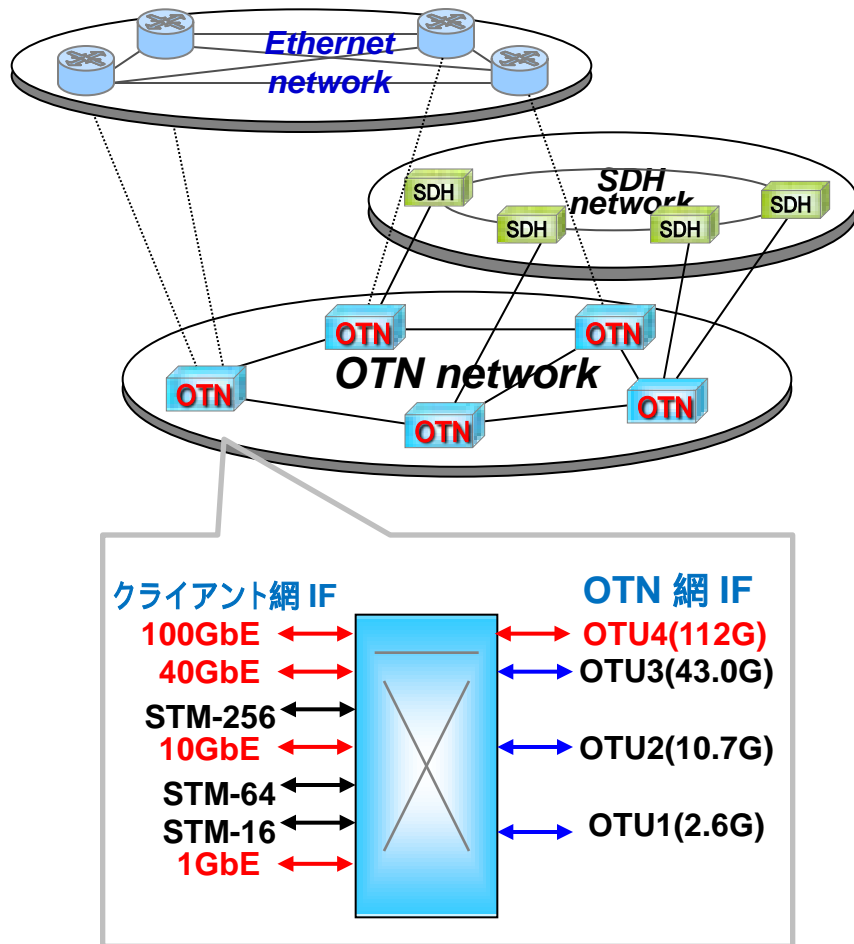 Ethernet
network
SDH
network
SDH
SDH
SDH
SDH
OTN
OTN
OTN network
OTN
OTN
OTN
クライアント網 IF
OTN 網 IF
100GbE
OTU4(112G)
40GbE
OTU3(43.0G)
STM-256
10GbE
OTU2(10.7G)
STM-64
STM-16
OTU1(2.6G)
1GbE